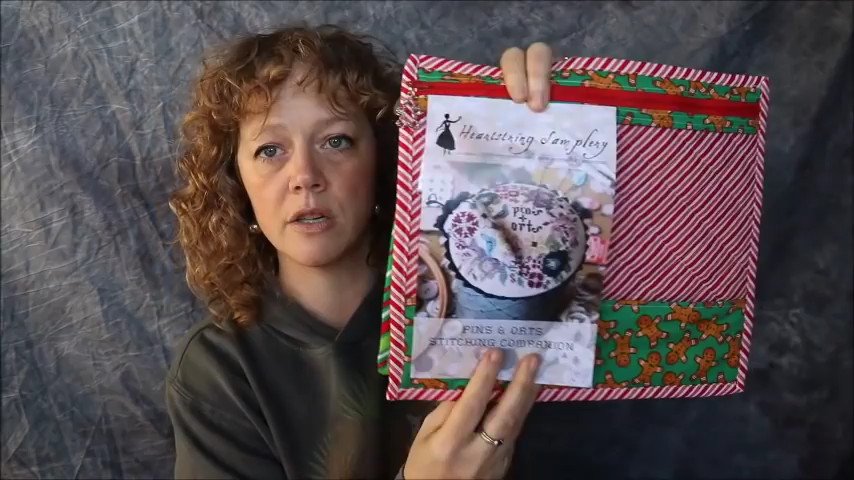 Heartstring Samplery
pins
+
orts
PINS & ORTS
STITCHING COMPANION